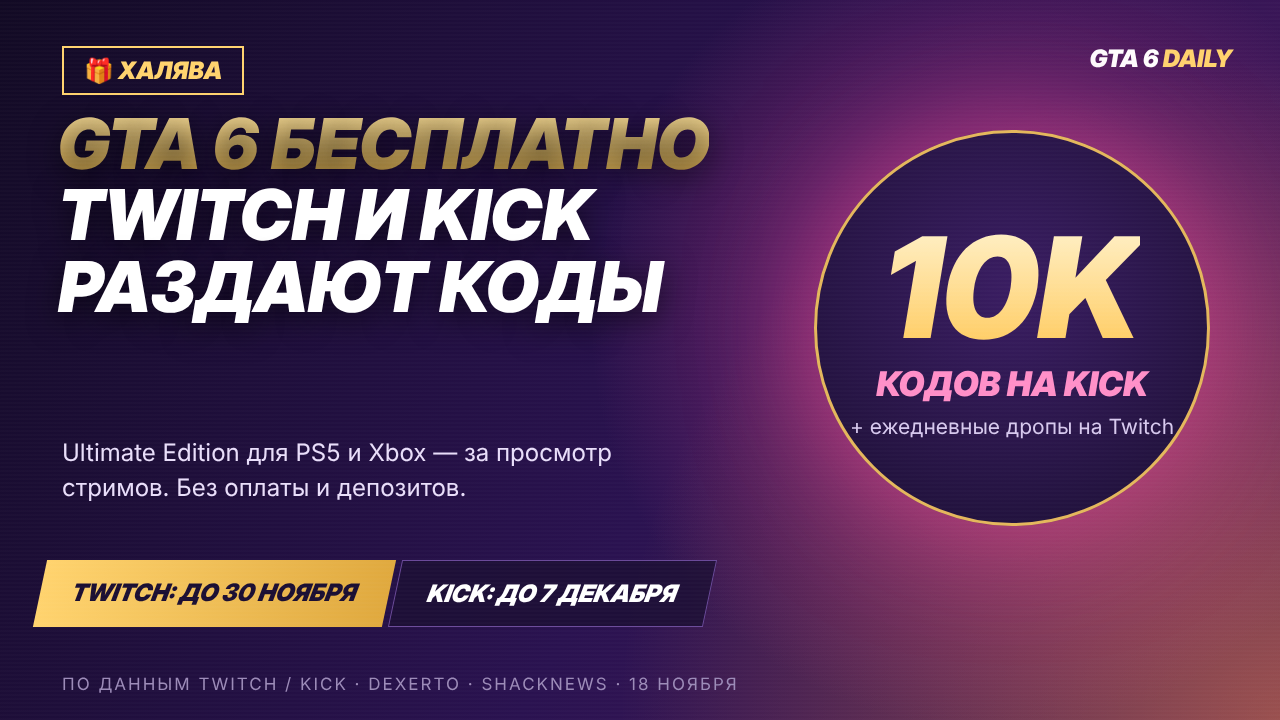 🎁 ХАЛЯВА
GTA 6 DAILY
GTA 6 БЕСПЛАТНО
TWITCH И KICK
РАЗДАЮТ КОДЫ
10K
КОДОВ НА KICK
+ ежедневные дропы на Twitch
Ultimate Edition для PS5 и Xbox — за просмотр
стримов. Без оплаты и депозитов.
TWITCH: ДО 30 НОЯБРЯ
KICK: ДО 7 ДЕКАБРЯ
ПО ДАННЫМ TWITCH / KICK · DEXERTO · SHACKNEWS · 18 НОЯБРЯ